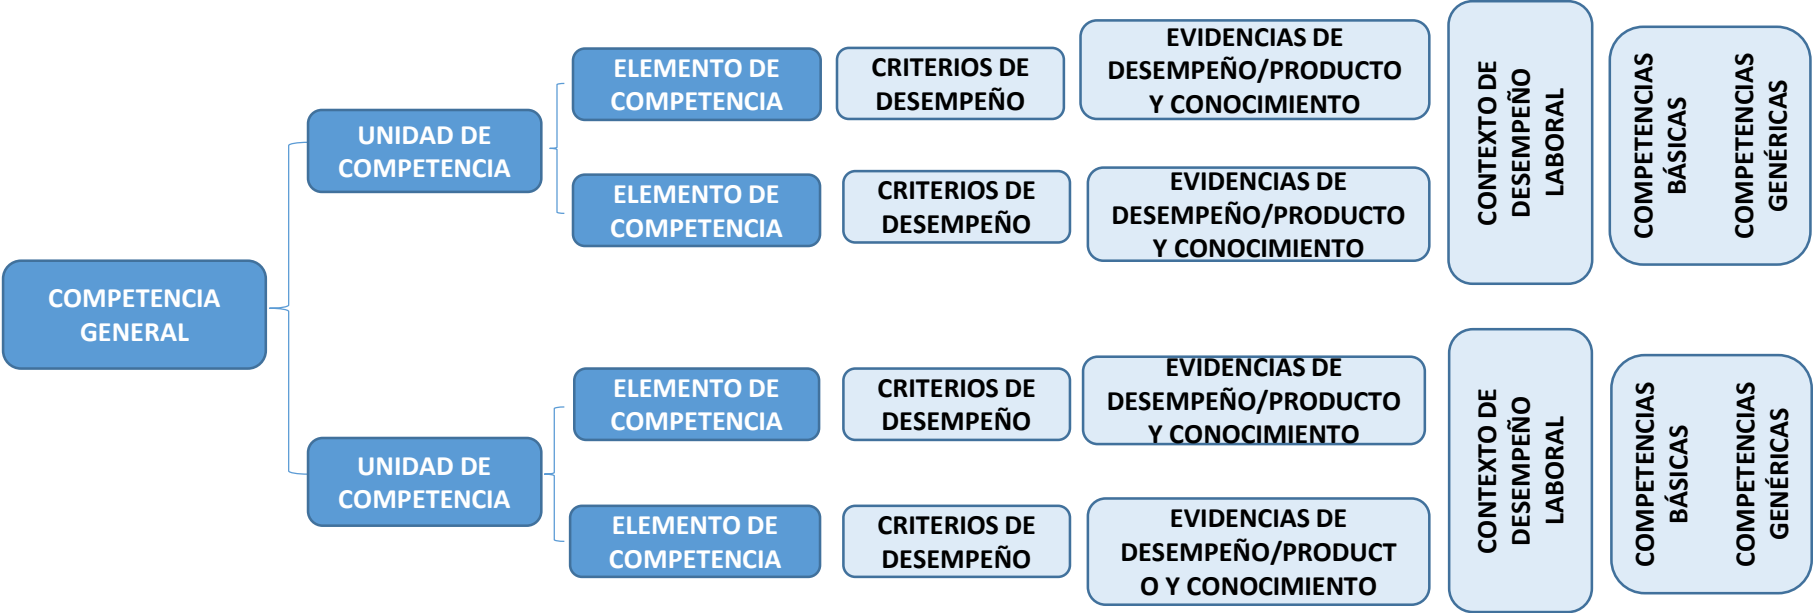 COMPETENCIA
GENERAL
UNIDAD DE
COMPETENCIA
ELEMENTO DE
COMPETENCIA
CRITERIOS DE
DESEMPEÑO
EVIDENCIAS DE
DESEMPEÑO/PRODUCTO
Y CONOCIMIENTO
ELEMENTO DE
COMPETENCIA
CRITERIOS DE
DESEMPEÑO
EVIDENCIAS DE
DESEMPEÑO/PRODUCTO
Y CONOCIMIENTO
CONTEXTO DE
DESEMPEÑO
LABORAL
COMPETENCIAS
BÁSICAS
COMPETENCIAS
GENÉRICAS
UNIDAD DE
COMPETENCIA
ELEMENTO DE
COMPETENCIA
CRITERIOS DE
DESEMPEÑO
EVIDENCIAS DE
DESEMPEÑO/PRODUCTO
Y CONOCIMIENTO
ELEMENTO DE
COMPETENCIA
CRITERIOS DE
DESEMPEÑO
EVIDENCIAS DE
DESEMPEÑO/PRODUCT
O Y CONOCIMIENTO
CONTEXTO DE
DESEMPEÑO
LABORAL
COMPETENCIAS
BÁSICAS
COMPETENCIAS
GENÉRICAS